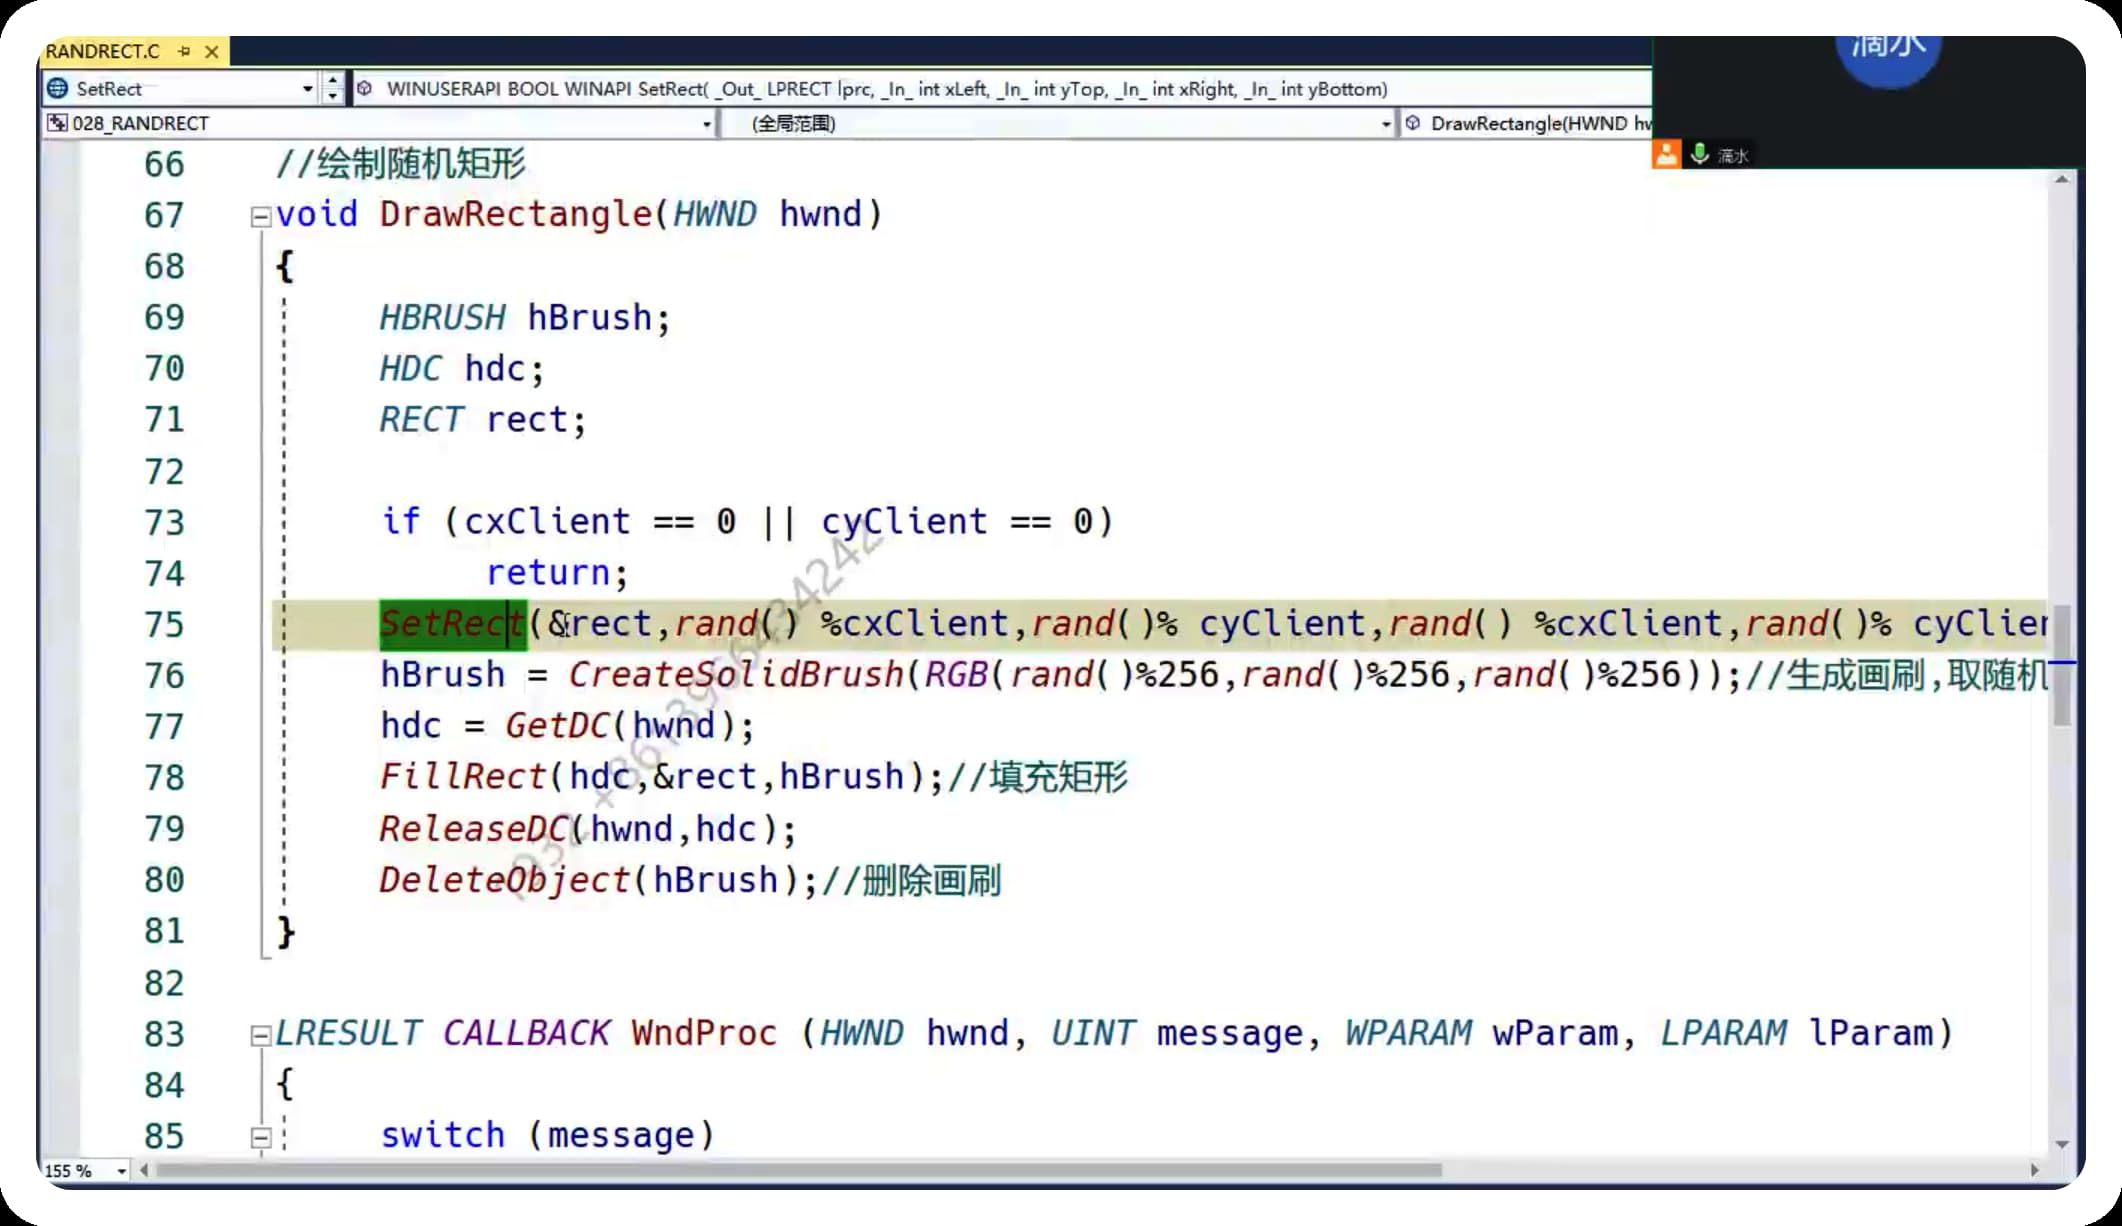 RANDRECT.C
滴水
SetRect
WINUSERAPI BOOL WINAPI SetRect( _Out_ LPRECT lprc, _In_ int xLeft, _In_ int yTop, _In_ int xRight, _In_ int yBottom)
028_RANDRECT
(全局范围)
DrawRectangle(HWND hw
滴水
66 //绘制随机矩形
67 void DrawRectangle(HWND hwnd)
68 {
69 HBRUSH hBrush;
70 HDC hdc;
71 RECT rect;
72
73 if (cxClient == 0 || cyClient == 0)
74 return;
75 SetRect(&rect,rand() %cxClient,rand()% cyClient,rand() %cxClient,rand()% cyClien
76 hBrush = CreateSolidBrush(RGB(rand()%256,rand()%256,rand()%256));//生成画刷,取随机
77 hdc = GetDC(hwnd);
78 FillRect(hdc,&rect,hBrush);//填充矩形
79 ReleaseDC(hwnd,hdc);
80 DeleteObject(hBrush);//删除画刷
81 }
82
83 LRESULT CALLBACK WndProc (HWND hwnd, UINT message, WPARAM wParam, LPARAM lParam)
84 {
85 switch (message)
155 %